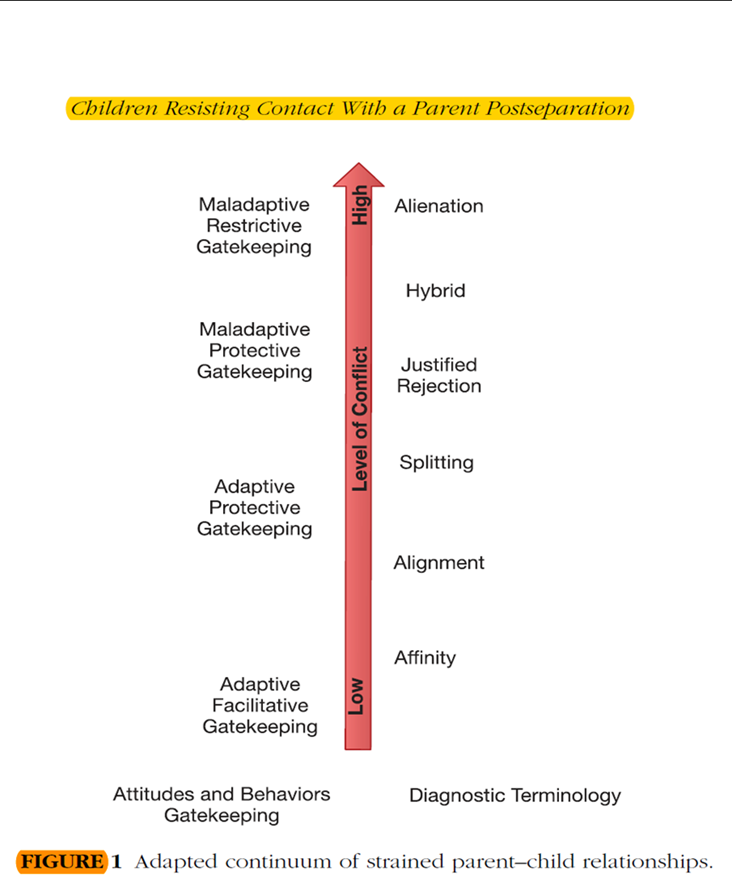 Children Resisting Contact With a Parent Postseparation
Maladaptive
Restrictive
Gatekeeping
Maladaptive
Protective
Gatekeeping
Adaptive
Protective
Gatekeeping
Adaptive
Facilitative
Gatekeeping
High
Level of Conflict
Low
Alienation
Hybrid
Justified
Rejection
Splitting
Alignment
Affinity
Attitudes and Behaviors
Gatekeeping
Diagnostic Terminology
FIGURE 1 Adapted continuum of strained parent–child relationships.